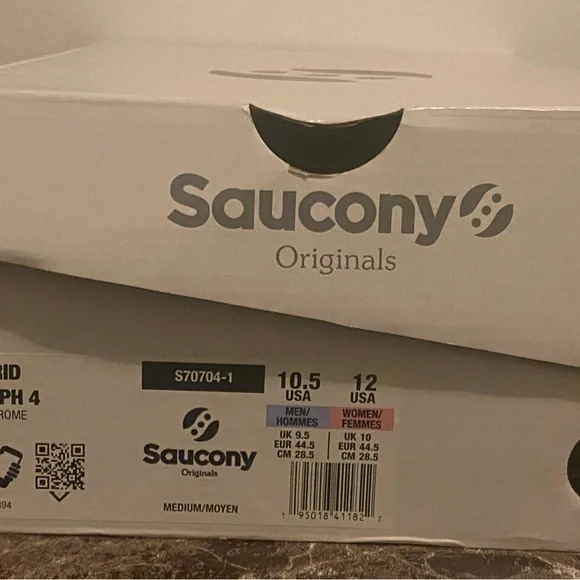 Saucony
Originals
RID
PH 4
ROME
394
S70704-1
Saucony
Originals
MEDIUM/MOYEN
10.5 12
USA USA
MEN/ WOMEN/
HOMMES FEMMES
UK 9.5 UK 10
EUR 44.5 EUR 44.5
CM 28.5 CM 28.5
1 95018 41182 2